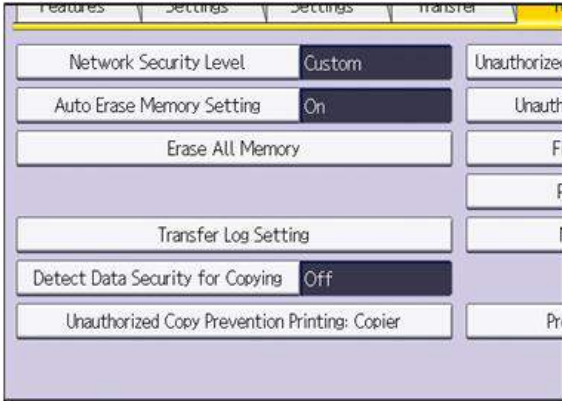 Features Settings Settings Transfer
Network Security Level Custom
Auto Erase Memory Setting On
Erase All Memory
Transfer Log Setting
Detect Data Security for Copying Off
Unauthorized Copy Prevention Printing: Copier